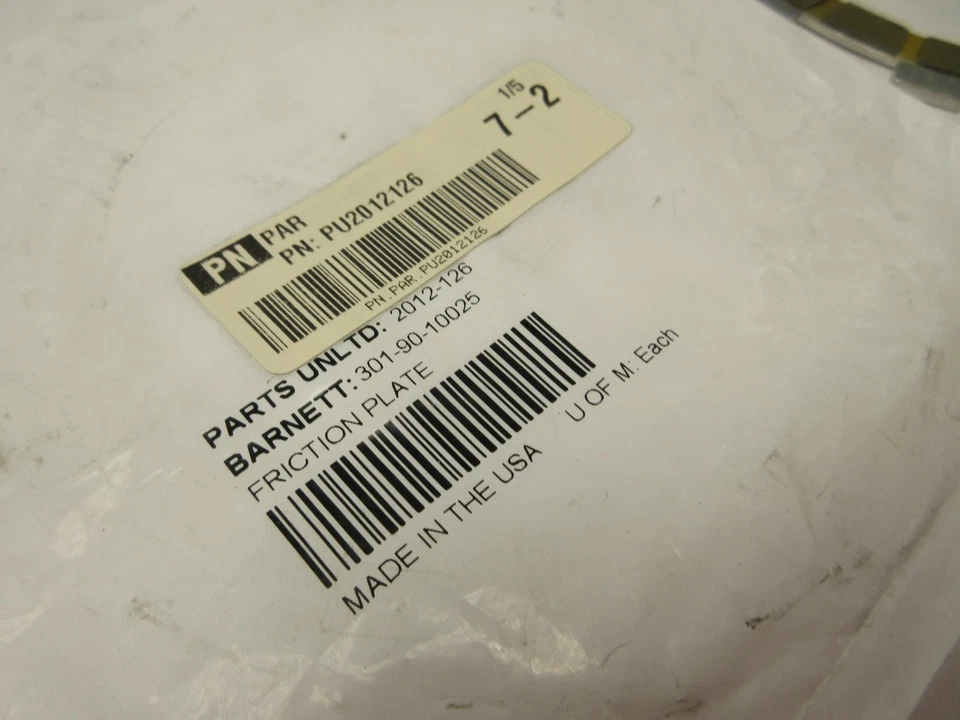 1/5
7-2
PN PAR
PN: PU2012126
PN.PAR.PU2012126
PARTS UNLTD: 2012-126
BARNETT: 301-90-10025
FRICTION PLATE
MADE IN THE USA U OF M: Each